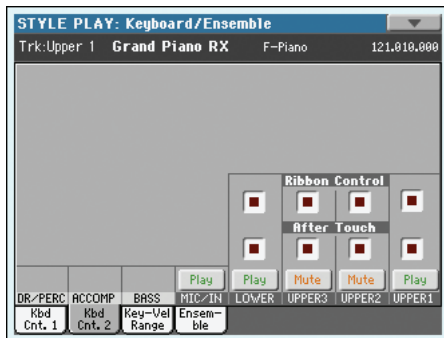 STYLE PLAY: Keyboard/Ensemble
Trk:Upper 1 Grand Piano RX F-Piano 121.010.000
Ribbon Control
After Touch
Play Play Mute Mute Play
DR/PERC ACCOMP BASS MIC/IN LOWER UPPER3 UPPER2 UPPER1
Kbd Cnt. 1 Kbd Cnt. 2 Key-Vel Range Ensem-ble